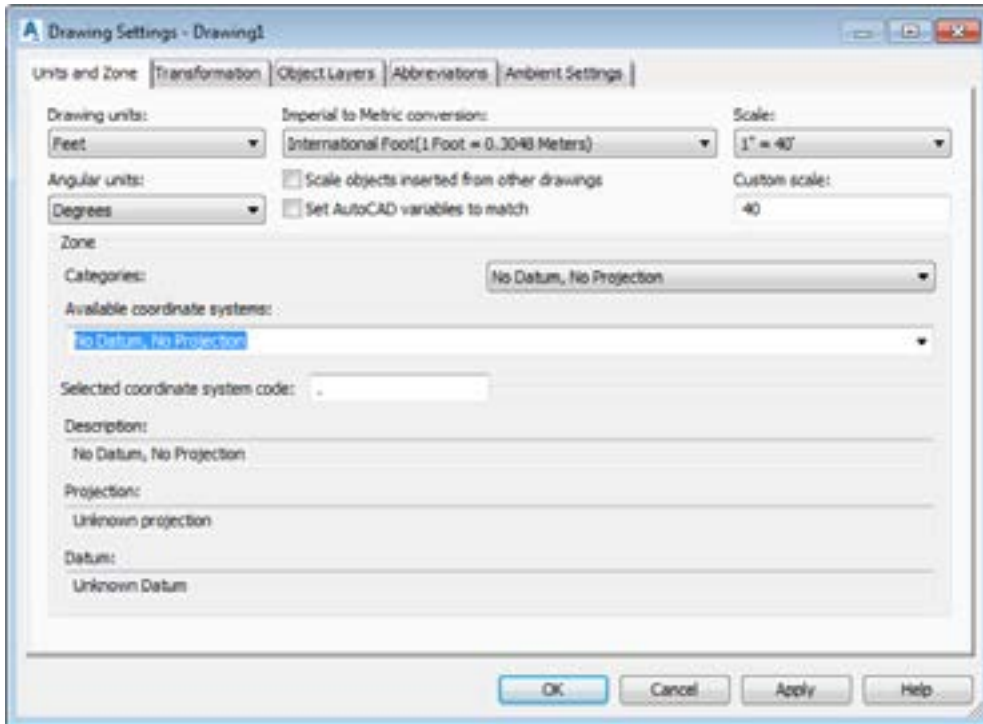 Drawing Settings - Drawing1
Units and Zone Transformation Object Layers Abbreviations Ambient Settings
Drawing units: Imperial to Metric conversion: Scale:
Feet International Foot(1 Foot = 0.3048 Meters) 1" = 40'
Angular units: Scale objects inserted from other drawings Custom scale:
Degrees Set AutoCAD variables to match 40
Zone
Categories: No Datum, No Projection
Available coordinate systems:
No Datum, No Projection
Selected coordinate system code: .
Description:
No Datum, No Projection
Projection:
Unknown projection
Datum:
Unknown Datum
OK Cancel Apply Help